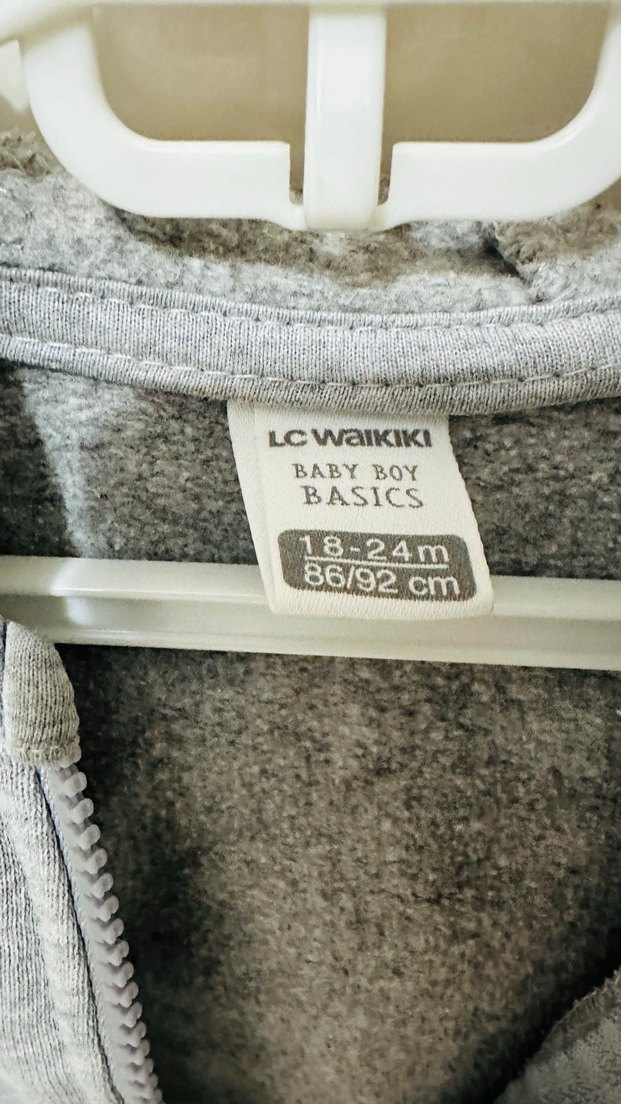 LC WAIKIKI
BABY BOY
BASICS
18-24m
86/92 cm